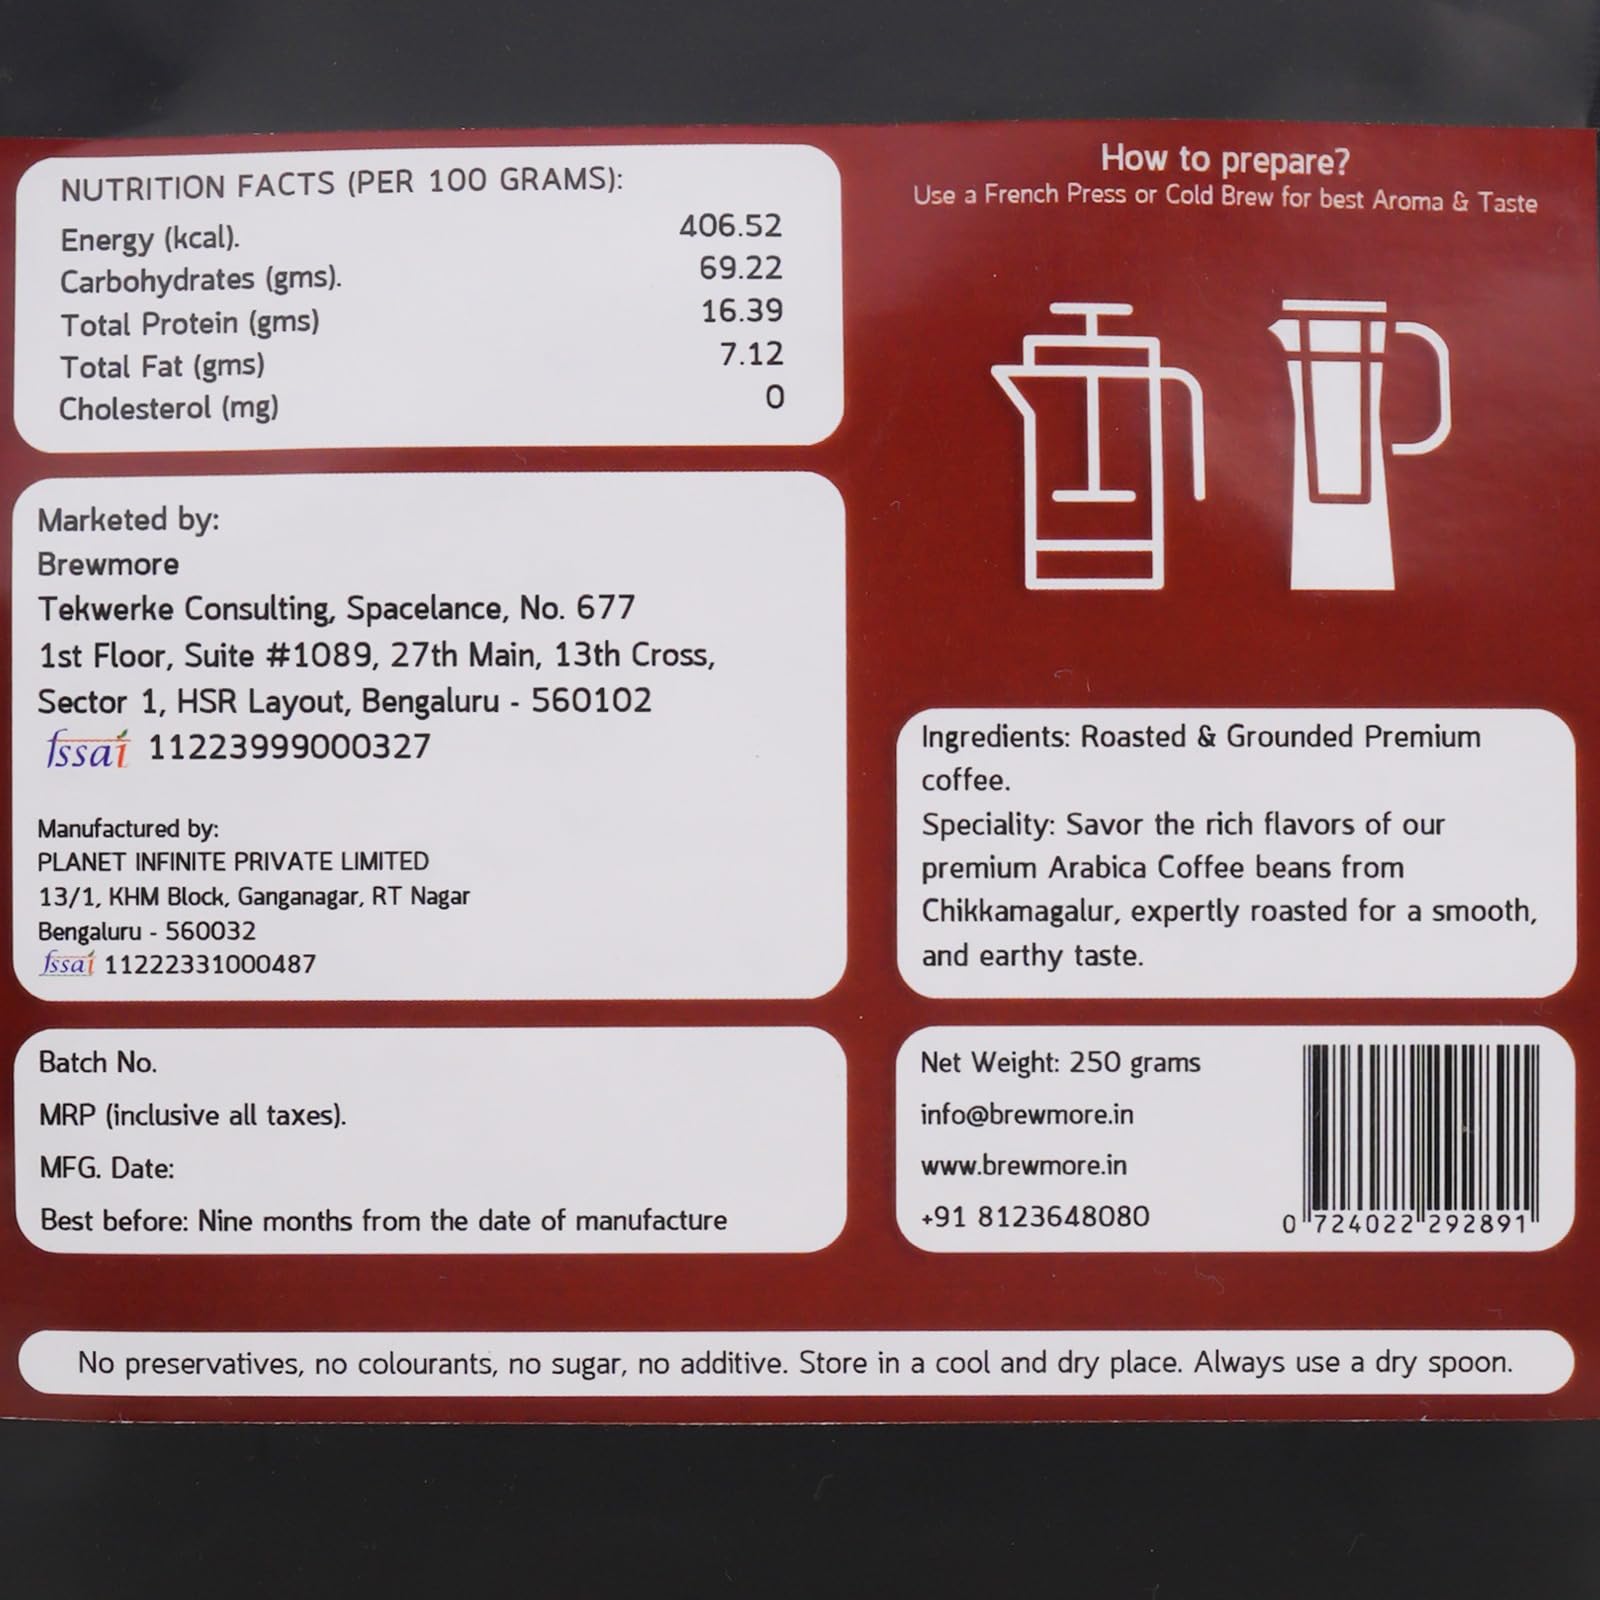 NUTRITION FACTS (PER 100 GRAMS):
Energy (kcal). 406.52
Carbohydrates (gms). 69.22
Total Protein (gms) 16.39
Total Fat (gms) 7.12
Cholesterol (mg) 0
Marketed by:
Brewmore
Tekwerke Consulting, Spacelance, No. 677
1st Floor, Suite #1089, 27th Main, 13th Cross,
Sector 1, HSR Layout, Bengaluru - 560102
fssai 11223999000327
Manufactured by:
PLANET INFINITE PRIVATE LIMITED
13/1, KHM Block, Ganganagar, RT Nagar
Bengaluru - 560032
fssai 11222331000487
Batch No.
MRP (inclusive all taxes).
MFG. Date:
Best before: Nine months from the date of manufacture
How to prepare?
Use a French Press or Cold Brew for best Aroma & Taste
Ingredients: Roasted & Grounded Premium
coffee.
Speciality: Savor the rich flavors of our
premium Arabica Coffee beans from
Chikkamagalur, expertly roasted for a smooth,
and earthy taste.
Net Weight: 250 grams
info@brewmore.in
www.brewmore.in
+91 8123648080
0 724022 292891
No preservatives, no colourants, no sugar, no additive. Store in a cool and dry place. Always use a dry spoon.